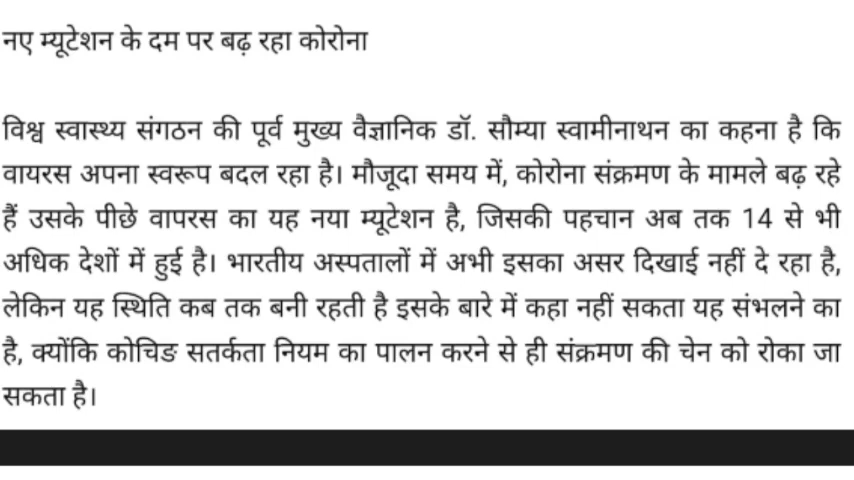 नए म्यूटेशन के दम पर बढ़ रहा कोरोना
विश्व स्वास्थ्य संगठन की पूर्व मुख्य वैज्ञानिक डॉ. सौम्या स्वामीनाथन का कहना है कि
वायरस अपना स्वरूप बदल रहा है। मौजूदा समय में, कोरोना संक्रमण के मामले बढ़ रहे
हैं उसके पीछे वापरस का यह नया म्यूटेशन है, जिसकी पहचान अब तक 14 से भी
अधिक देशों में हुई है। भारतीय अस्पतालों में अभी इसका असर दिखाई नहीं दे रहा है,
लेकिन यह स्थिति कब तक बनी रहती है इसके बारे में कहा नहीं सकता यह संभलने का
है, क्योंकि कोचिङ सतर्कता नियम का पालन करने से ही संक्रमण की चेन को रोका जा
सकता है।